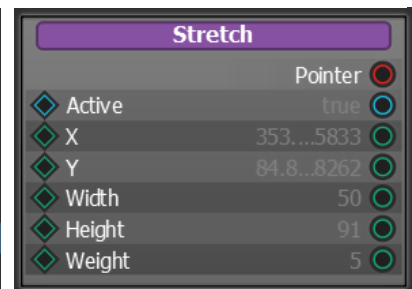 Stretch
Pointer
Active true
X 353....5833
Y 84.8...8262
Width 50
Height 91
Weight 5